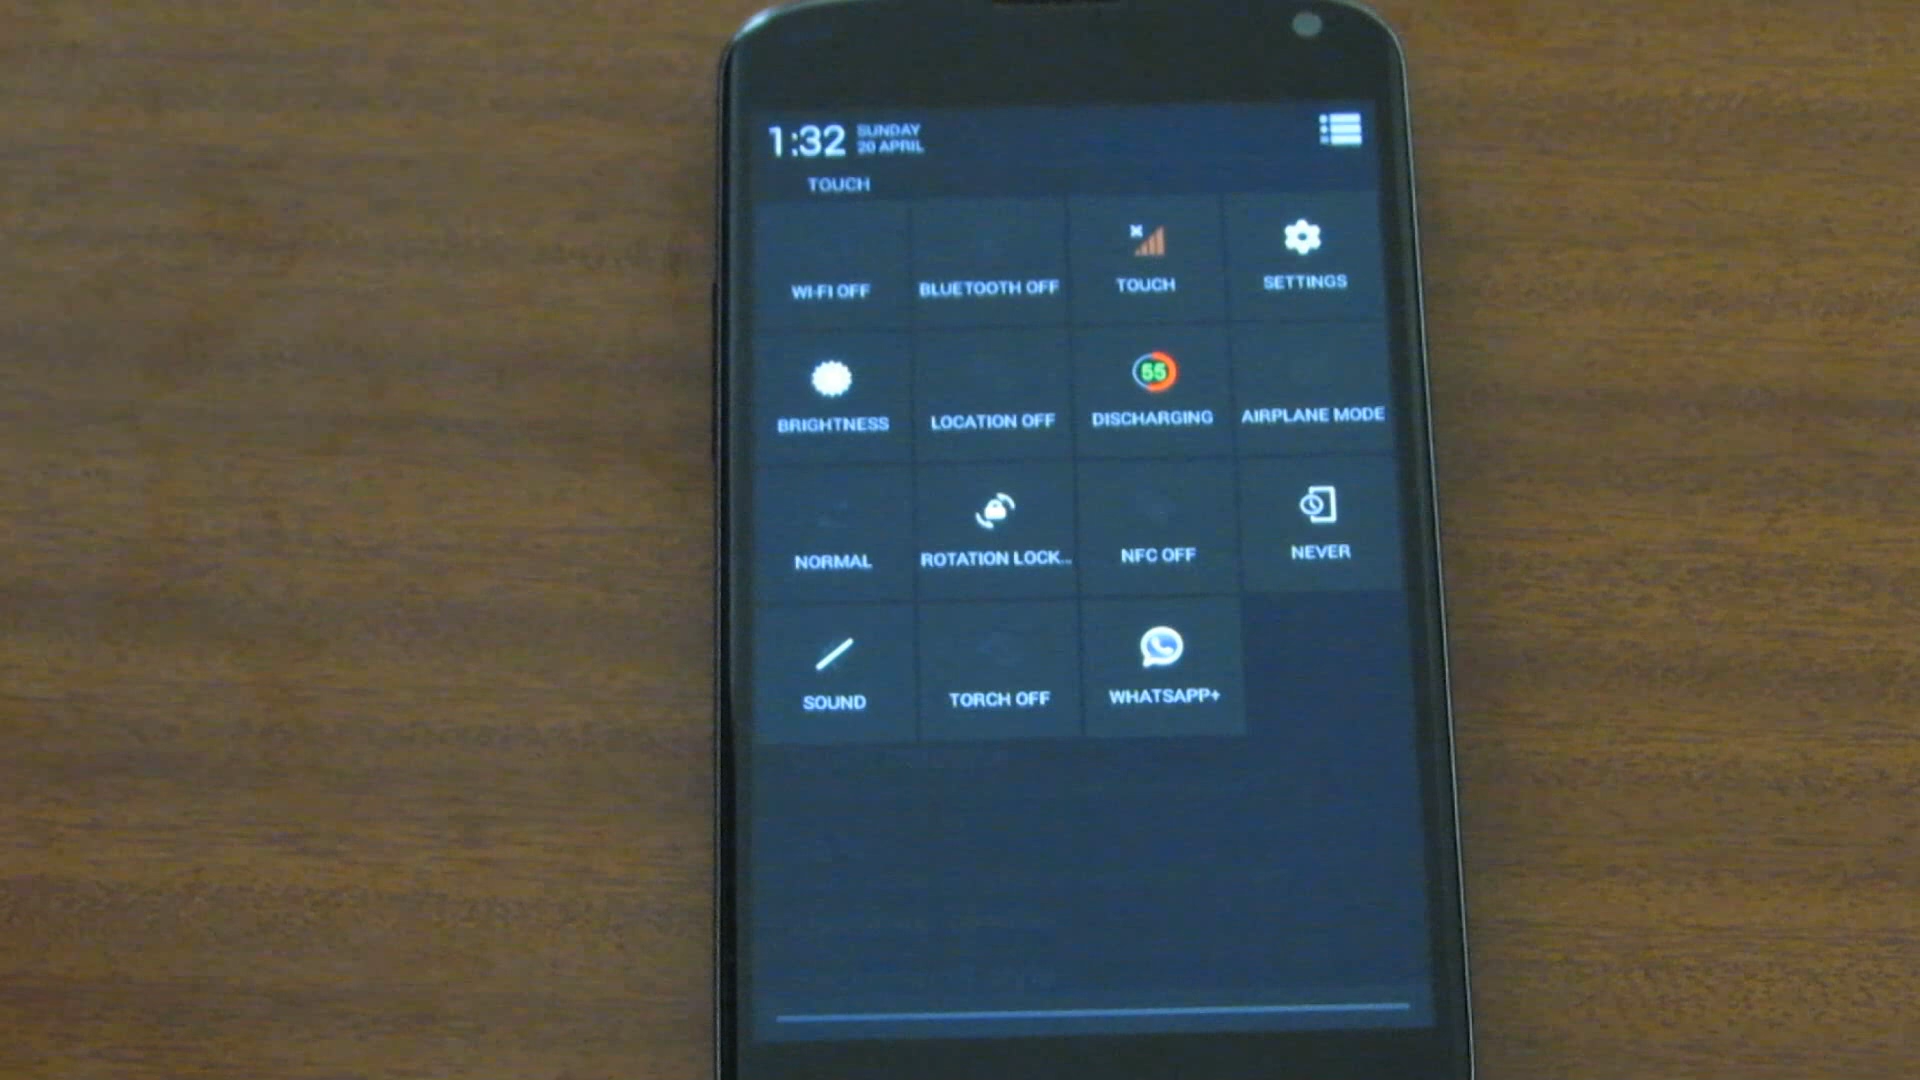 1:32 SUNDAY
20 APRIL
TOUCH
WI-FI OFF BLUETOOTH OFF TOUCH SETTINGS
55
BRIGHTNESS LOCATION OFF DISCHARGING AIRPLANE MODE
NORMAL ROTATION LOCK... NFC OFF NEVER
SOUND TORCH OFF WHATSAPP+